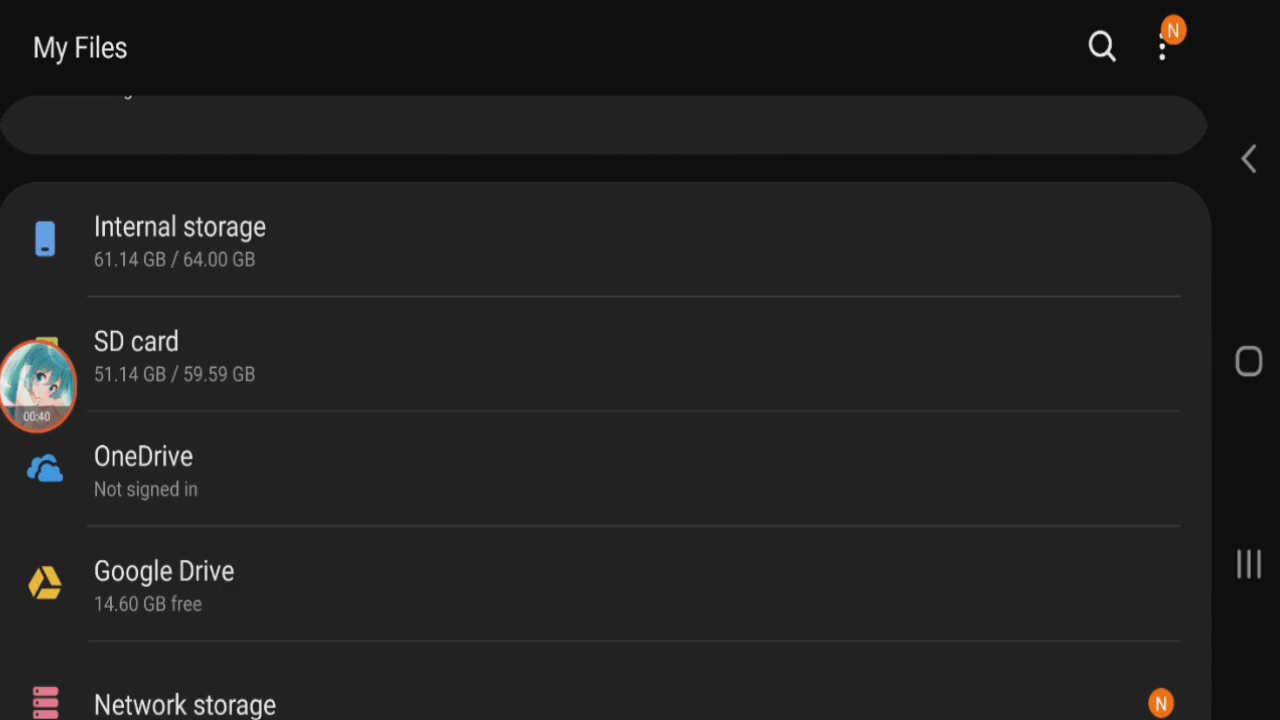 My Files
N
Internal storage
61.14 GB / 64.00 GB
SD card
51.14 GB / 59.59 GB
00:40
OneDrive
Not signed in
Google Drive
14.60 GB free
Network storage
N